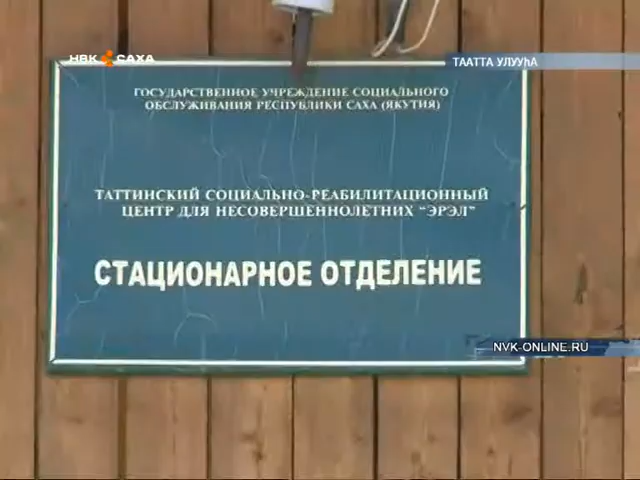 НВК САХА
ТААТТА УЛУУҺА
ГОСУДАРСТВЕННОЕ УЧРЕЖДЕНИЕ СОЦИАЛЬНОГО
ОБСЛУЖИВАНИЯ РЕСПУБЛИКИ САХА (ЯКУТИЯ)
ТАТТИНСКИЙ СОЦИАЛЬНО-РЕАБИЛИТАЦИОННЫЙ
ЦЕНТР ДЛЯ НЕСОВЕРШЕННОЛЕТНИХ "ЭРЭЛ"
СТАЦИОНАРНОЕ ОТДЕЛЕНИЕ
NVK-ONLINE.RU